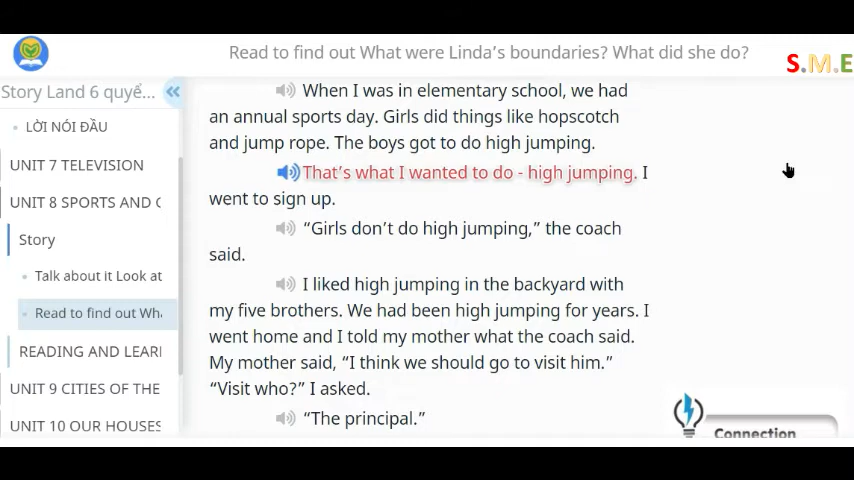 Read to find out What were Linda's boundaries? What did she do?
S.M.E
Story Land 6 quyể...
LỜI NÓI ĐẦU
UNIT 7 TELEVISION
UNIT 8 SPORTS AND
Story
Talk about it Look at
Read to find out Wh
READING AND LEAR
UNIT 9 CITIES OF THE
UNIT 10 OUR HOUSES
When I was in elementary school, we had
an annual sports day. Girls did things like hopscotch
and jump rope. The boys got to do high jumping.
That's what I wanted to do - high jumping. I
went to sign up.
“Girls don't do high jumping,” the coach
said.
I liked high jumping in the backyard with
my five brothers. We had been high jumping for years. I
went home and I told my mother what the coach said.
My mother said, “I think we should go to visit him.”
“Visit who?” I asked.
“The principal.”
Connection